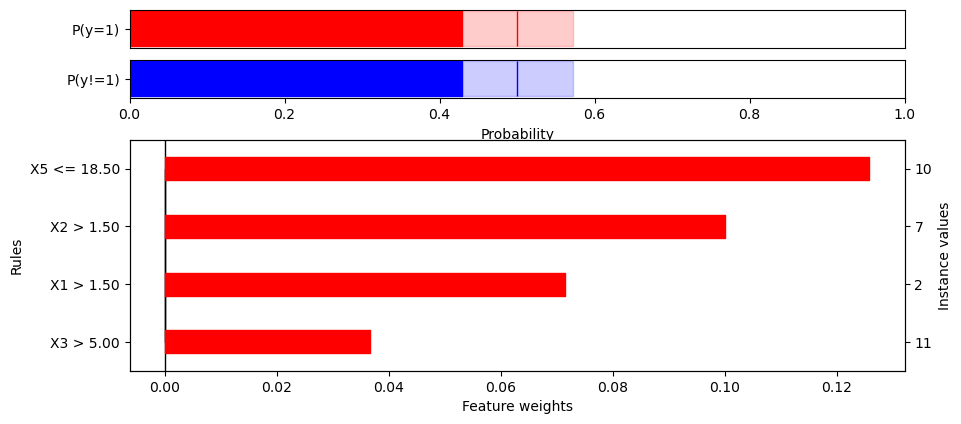 P(y=1)
P(y!=1)
0.0 0.2 0.4 0.6 0.8 1.0
Probability
X5 <= 18.50 10
X2 > 1.50 7
X1 > 1.50 2
X3 > 5.00 11
Rules
Instance values
0.00 0.02 0.04 0.06 0.08 0.10 0.12
Feature weights